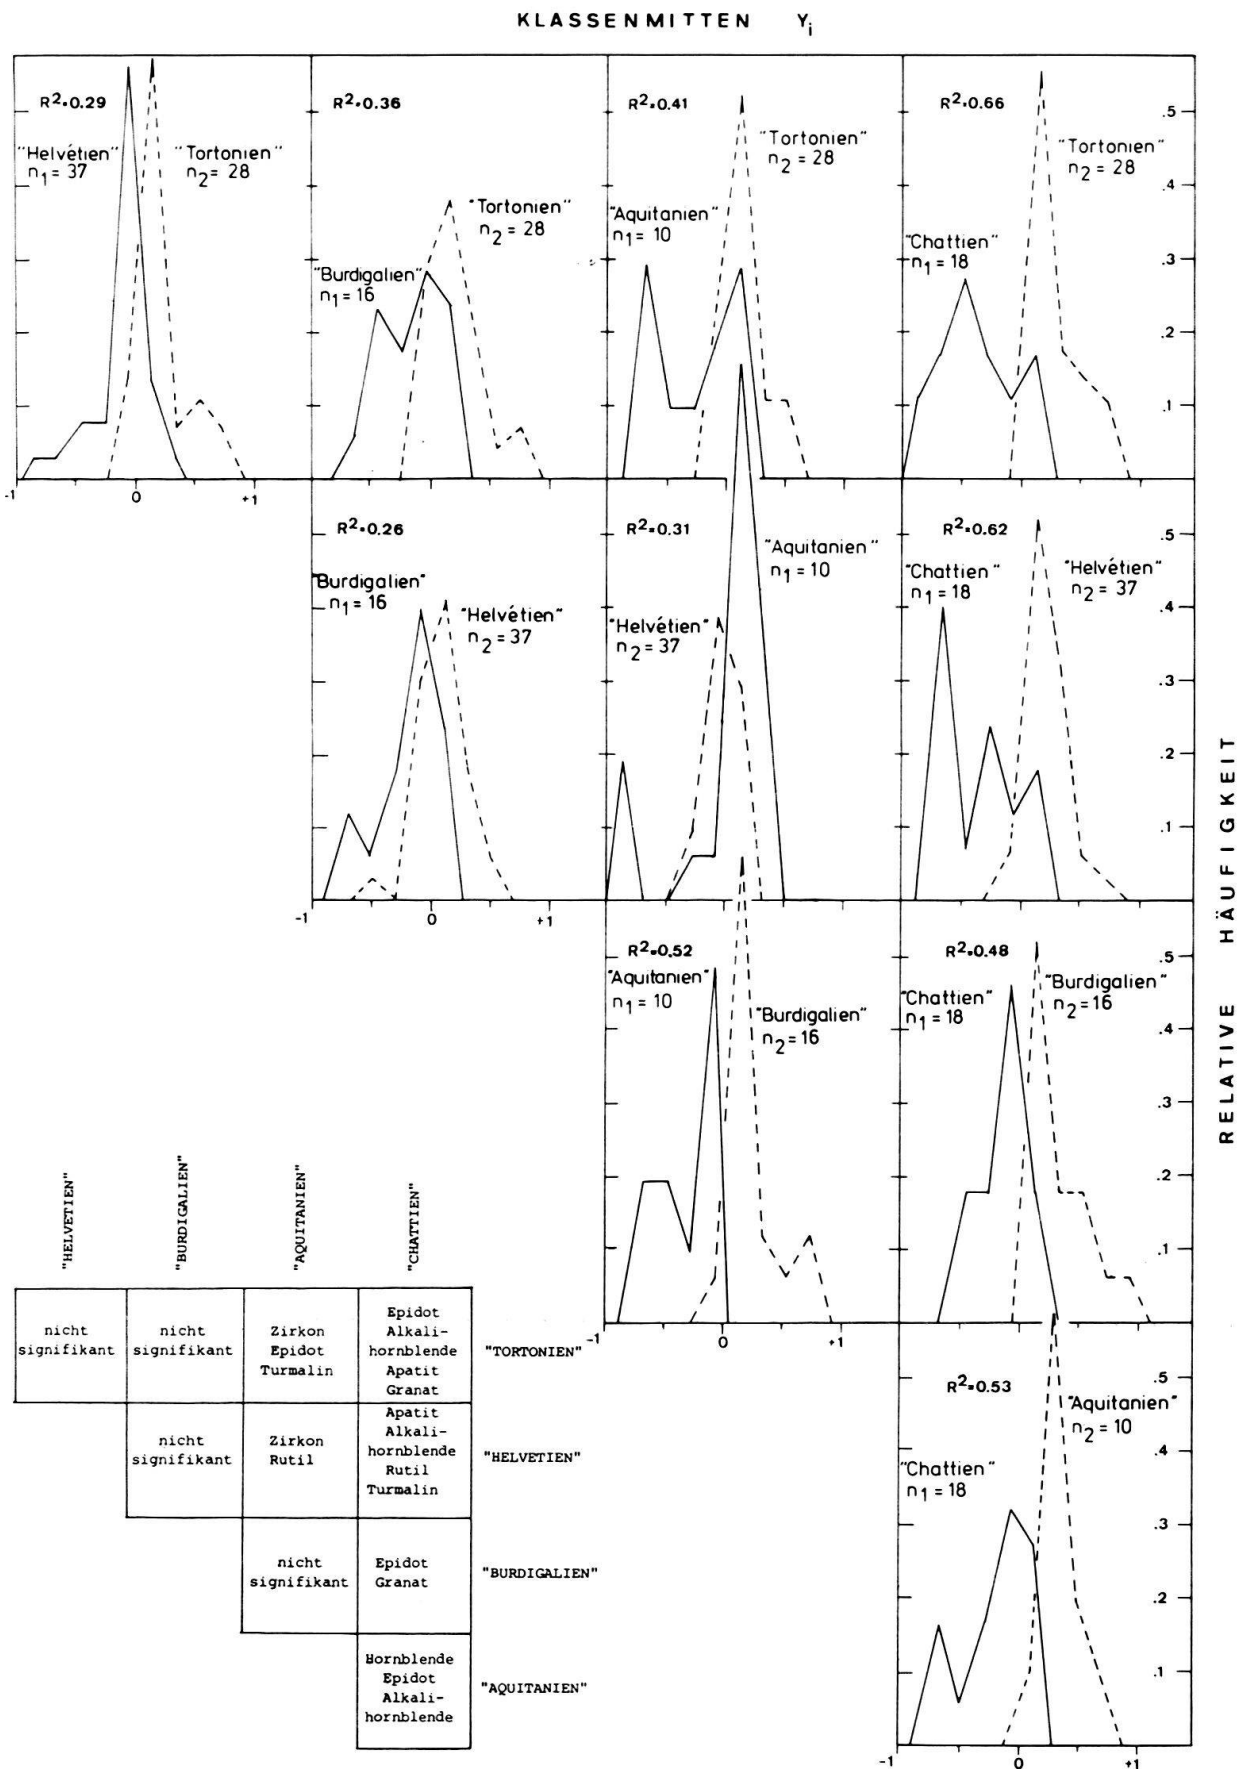 KLASSENMITTEN Yi
R²=0.29
"Helvétien"
n1=37
"Tortonien"
n2=28
R²=0.36
"Burdigalien"
n1=16
"Tortonien"
n2=28
R²=0.41
"Aquitanien"
n1=10
"Tortonien"
n2=28
R²=0.66
"Chattien"
n1=18
"Tortonien"
n2=28
.5
.4
.3
.2
.1
-1 0 +1
R²=0.26
"Burdigalien"
n1=16
"Helvétien"
n2=37
R²=0.31
"Helvétien"
n2=37
"Aquitanien"
n1=10
R²=0.62
"Chattien"
n1=18
"Helvétien"
n2=37
.5
.4
.3
.2
.1
-1 0 +1
R²=0.52
"Aquitanien"
n1=10
"Burdigalien"
n2=16
R²=0.48
"Chattien"
n1=18
"Burdigalien"
n2=16
.5
.4
.3
.2
.1
-1 0 +1
R²=0.53
"Chattien"
n1=18
"Aquitanien"
n2=10
.5
.4
.3
.2
.1
-1 0 +1
RELATIVE HÄUFIGKEIT
"HELVETIEN"
"BURDIGALIEN"
"AQUITANIEN"
"CHATTIEN"
nicht
signifikant
nicht
signifikant
Zirkon
Epidot
Turmalin
Epidot
Alkali-
hornblende
Apatit
Granat
"TORTONIEN"
nicht
signifikant
Zirkon
Rutil
Apatit
Alkali-
hornblende
Rutil
Turmalin
"HELVETIEN"
nicht
signifikant
Epidot
Granat
"BURDIGALIEN"
Hornblende
Epidot
Alkali-
hornblende
"AQUITANIEN"